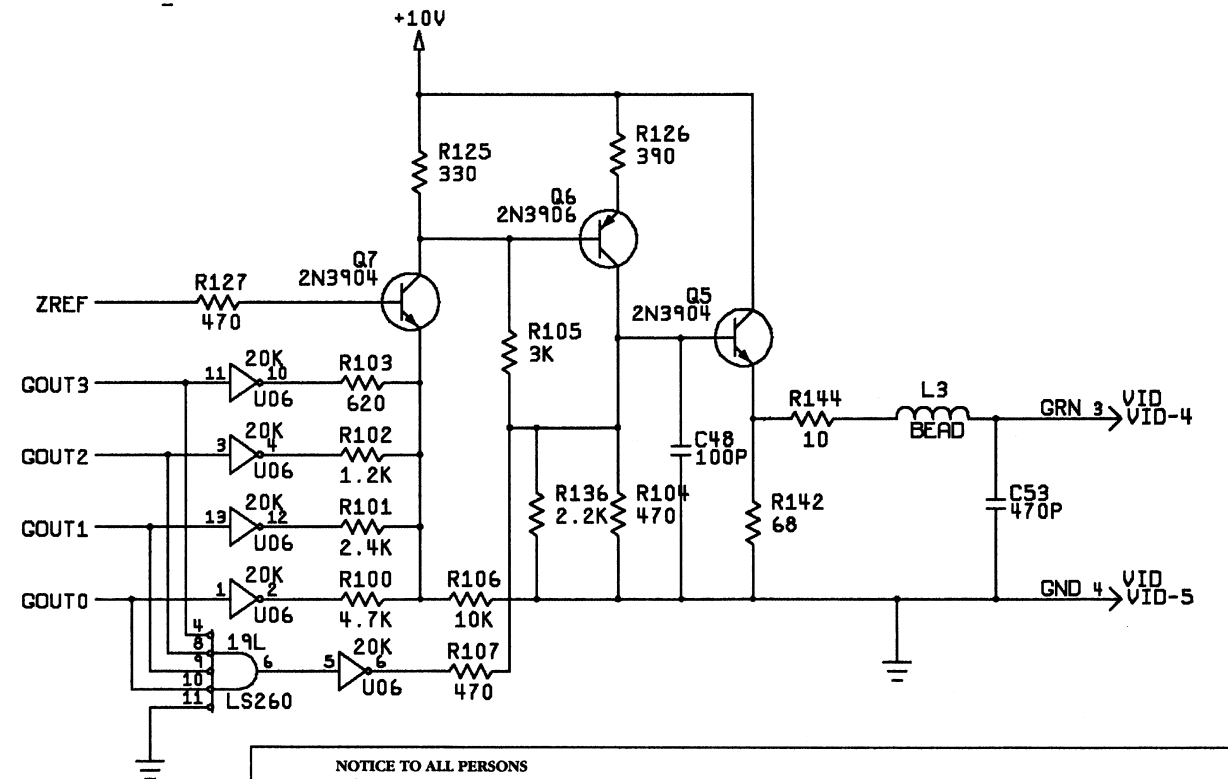 +10V
R125
330
R126
390
Q6
2N3906
Q7
2N3904
ZREF
R127
470
R105
3K
Q5
2N3904
GOUT3
11
20K
10
U06
R103
620
GOUT2
3
20K
4
U06
R102
1.2K
GOUT1
13
20K
12
U06
R101
2.4K
GOUT0
1
20K
2
U06
R100
4.7K
R106
10K
R136
2.2K
R104
470
C48
100P
R144
10
R142
68
L3
BEAD
GRN 3
VID
VID-4
C53
470P
GND 4
VID
VID-5
4
8
9
10
11
19L
6
LS260
5
20K
6
U06
R107
470
NOTICE TO ALL PERSONS